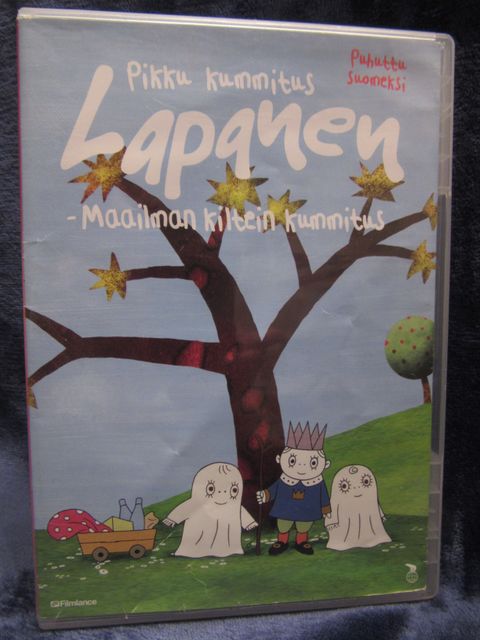 Puhuttu
suomeksi
Pikku kummitus
Lapanen
-Maailman kiltein kummitus
Filmlance